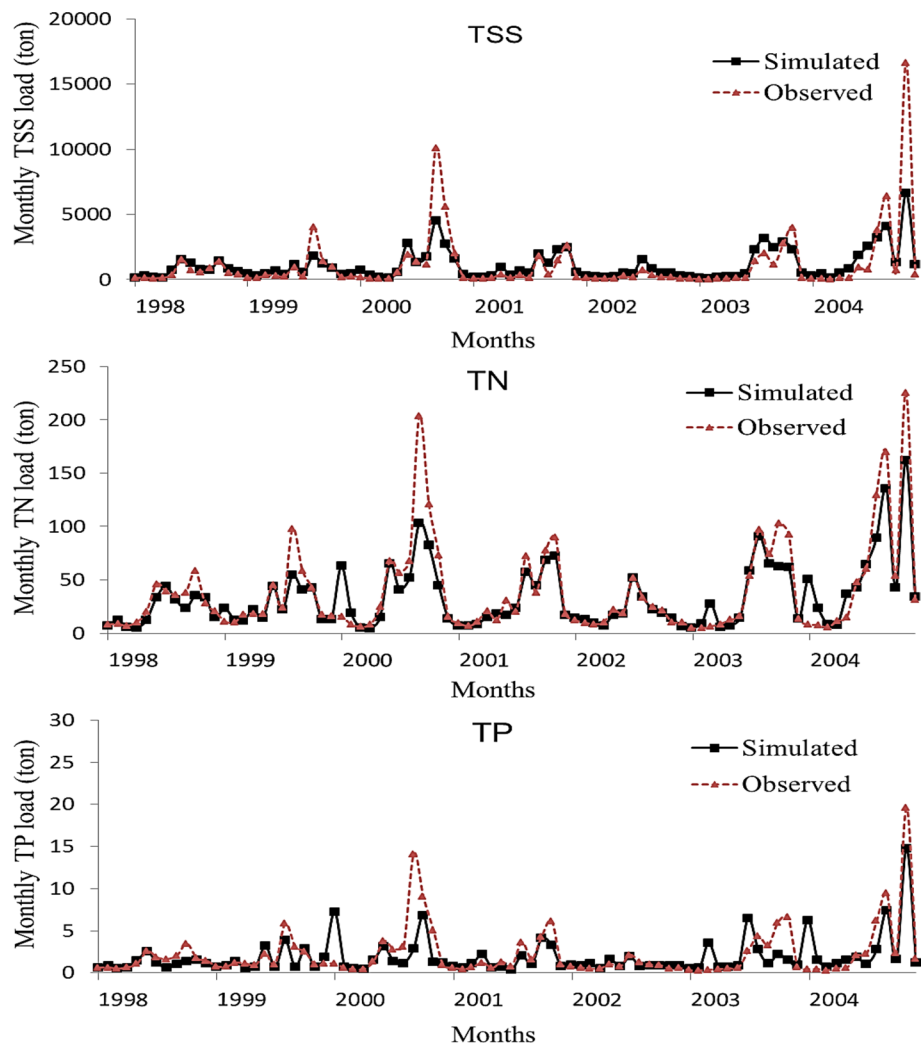 TSS
Monthly TSS load (ton)
20000
15000
10000
5000
0
Simulated
Observed
1998 1999 2000 2001 2002 2003 2004
Months
TN
Monthly TN load (ton)
250
200
150
100
50
0
Simulated
Observed
1998 1999 2000 2001 2002 2003 2004
Months
TP
Monthly TP load (ton)
30
25
20
15
10
5
0
Simulated
Observed
1998 1999 2000 2001 2002 2003 2004
Months